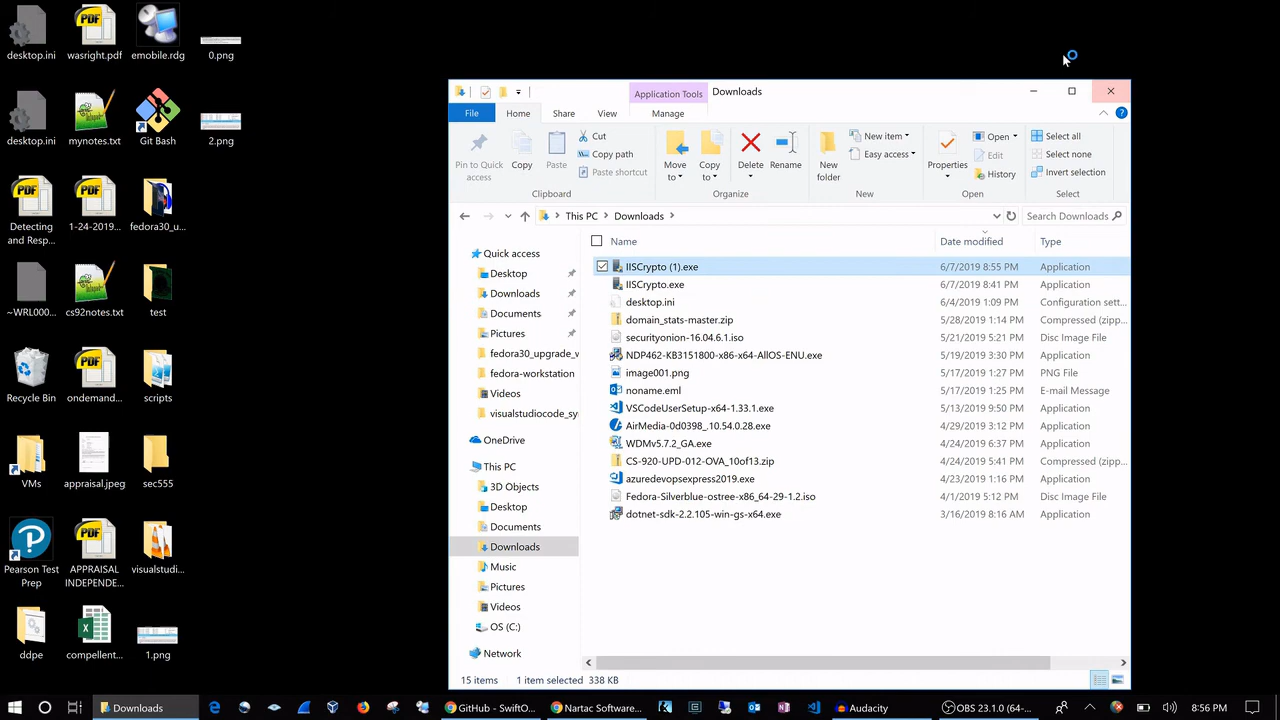 desktop.ini
wasright.pdf
emobile.rdg
0.png
desktop.ini
mynotes.txt
Git Bash
2.png
Detecting
and Resp...
1-24-2019...
fedora30_u...
~WRL000...
cs92notes.txt
test
Recycle Bin
ondemand...
scripts
VMs
appraisal.jpeg
sec555
Pearson Test
Prep
APPRAISAL
INDEPENDE...
visualstudi...
ddpe
compellent...
1.png
Application Tools
Downloads
File
Home
Share
View
Manage
Pin to Quick
access
Copy
Paste
Cut
Copy path
Paste shortcut
Clipboard
Move
to
Copy
to
Delete
Rename
Organize
New
folder
New item
Easy access
New
Properties
Open
Edit
History
Open
Select all
Select none
Invert selection
Select
This PC > Downloads >
Search Downloads
Quick access
Desktop
Downloads
Documents
Pictures
fedora30_upgrade_w
fedora-workstation
Videos
visualstudiocode_sy
OneDrive
This PC
3D Objects
Desktop
Documents
Downloads
Music
Pictures
Videos
OS (C:)
Network
Name Date modified Type
IISCrypto (1).exe 6/7/2019 8:55 PM Application
IISCrypto.exe 6/7/2019 8:41 PM Application
desktop.ini 6/4/2019 1:09 PM Configuration sett...
domain_stats-master.zip 5/28/2019 1:14 PM Compressed (zipp...
securityonion-16.04.6.1.iso 5/21/2019 5:21 PM Disc Image File
NDP462-KB3151800-x86-x64-AllOS-ENU.exe 5/19/2019 3:30 PM Application
image001.png 5/17/2019 1:27 PM PNG File
noname.eml 5/17/2019 1:25 PM E-mail Message
VSCodeUserSetup-x64-1.33.1.exe 5/13/2019 9:50 PM Application
AirMedia-0d0398_.10.54.0.28.exe 4/29/2019 3:12 PM Application
WDMv5.7.2_GA.exe 4/24/2019 6:37 PM Application
CS-920-UPD-012-OVA_10of13.zip 4/24/2019 5:41 PM Compressed (zipp...
azuredevopsexpress2019.exe 4/23/2019 1:16 PM Application
Fedora-Silverblue-ostree-x86_64-29-1.2.iso 4/1/2019 5:12 PM Disc Image File
dotnet-sdk-2.2.105-win-gs-x64.exe 3/16/2019 8:16 AM Application
15 items 1 item selected 338 KB
Downloads
GitHub - SwiftO...
Nartac Software...
Audacity
OBS 23.1.0 (64-...
8:56 PM